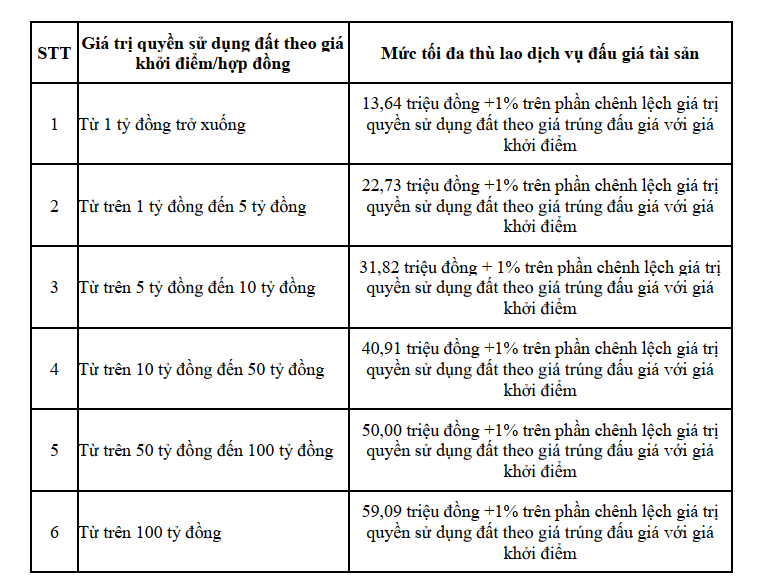 STT
Giá trị quyền sử dụng đất theo giá
khởi điểm/hợp đồng
Mức tối đa thù lao dịch vụ đấu giá tài sản
1
Từ 1 tỷ đồng trở xuống
13,64 triệu đồng +1% trên phần chênh lệch giá trị
quyền sử dụng đất theo giá trúng đấu giá với giá
khởi điểm
2
Từ trên 1 tỷ đồng đến 5 tỷ đồng
22,73 triệu đồng +1% trên phần chênh lệch giá trị
quyền sử dụng đất theo giá trúng đấu giá với giá
khởi điểm
3
Từ trên 5 tỷ đồng đến 10 tỷ đồng
31,82 triệu đồng + 1% trên phần chênh lệch giá trị
quyền sử dụng đất theo giá trúng đấu giá với giá
khởi điểm
4
Từ trên 10 tỷ đồng đến 50 tỷ đồng
40,91 triệu đồng +1% trên phần chênh lệch giá trị
quyền sử dụng đất theo giá trúng đấu giá với giá
khởi điểm
5
Từ trên 50 tỷ đồng đến 100 tỷ đồng
50,00 triệu đồng +1% trên phần chênh lệch giá trị
quyền sử dụng đất theo giá trúng đấu giá với giá
khởi điểm
6
Từ trên 100 tỷ đồng
59,09 triệu đồng +1% trên phần chênh lệch giá trị
quyền sử dụng đất theo giá trúng đấu giá với giá
khởi điểm